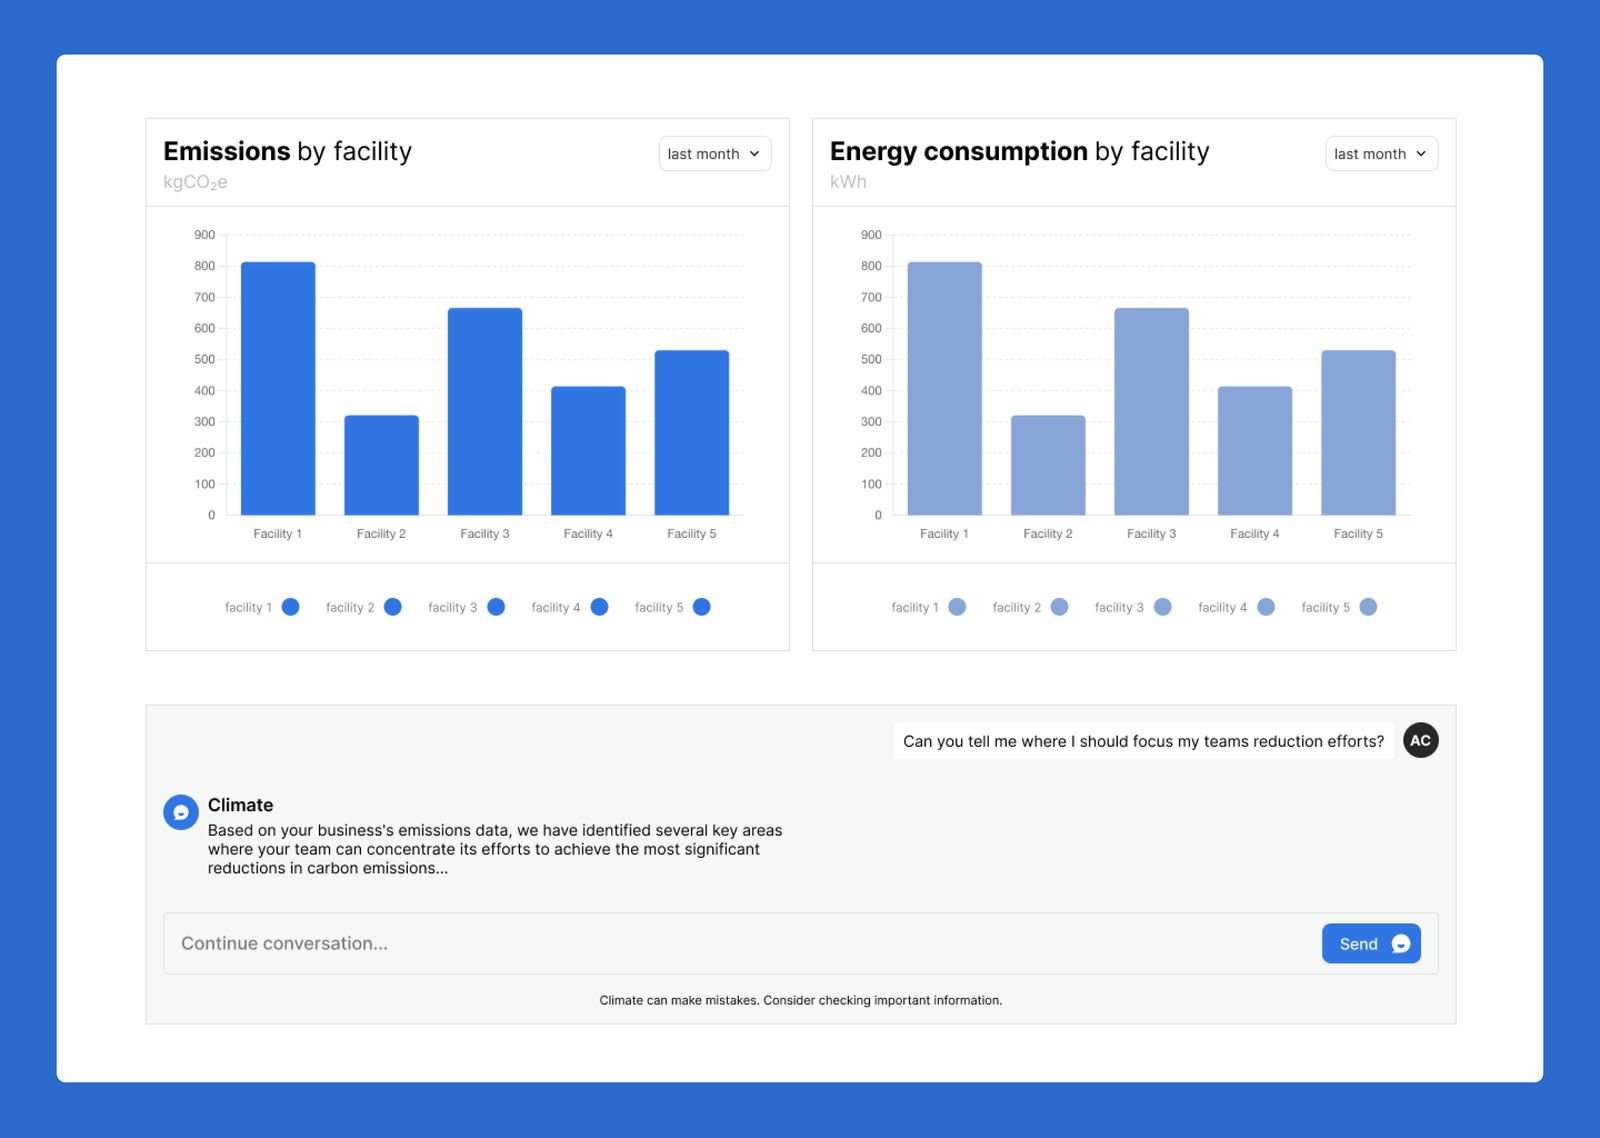 Emissions by facility
last month
kgCO₂e
900
800
700
600
500
400
300
200
100
0
Facility 1
Facility 2
Facility 3
Facility 4
Facility 5
facility 1
facility 2
facility 3
facility 4
facility 5
Energy consumption by facility
last month
kWh
900
800
700
600
500
400
300
200
100
0
Facility 1
Facility 2
Facility 3
Facility 4
Facility 5
facility 1
facility 2
facility 3
facility 4
facility 5
Can you tell me where I should focus my teams reduction efforts?
AC
Climate
Based on your business's emissions data, we have identified several key areas
where your team can concentrate its efforts to achieve the most significant
reductions in carbon emissions...
Continue conversation...
Send
Climate can make mistakes. Consider checking important information.